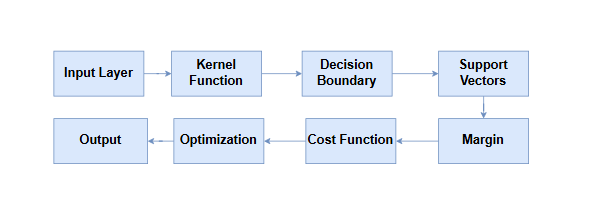 Input Layer
Kernel
Function
Decision
Boundary
Support
Vectors
Output
Optimization
Cost Function
Margin